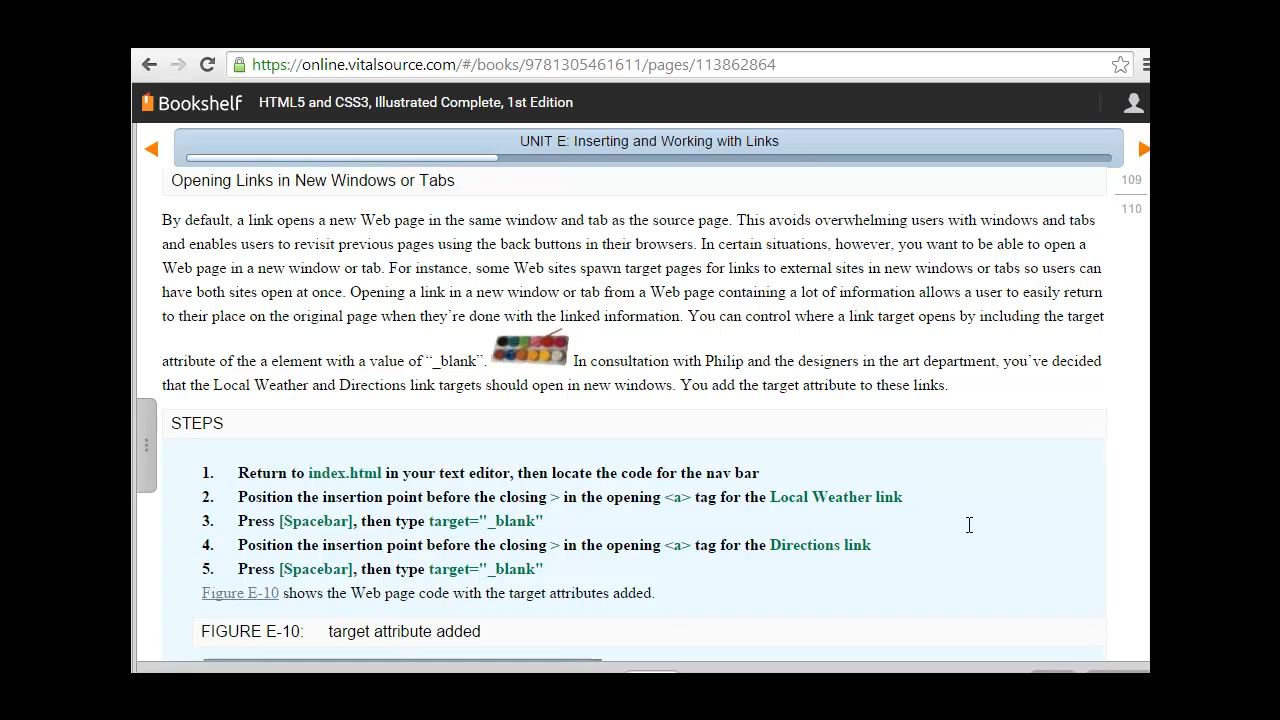 https://online.vitalsource.com/#/books/9781305461611/pages/113862864
Bookshelf HTML5 and CSS3, Illustrated Complete, 1st Edition
UNIT E: Inserting and Working with Links
Opening Links in New Windows or Tabs
109
110
By default, a link opens a new Web page in the same window and tab as the source page. This avoids overwhelming users with windows and tabs
and enables users to revisit previous pages using the back buttons in their browsers. In certain situations, however, you want to be able to open a
Web page in a new window or tab. For instance, some Web sites spawn target pages for links to external sites in new windows or tabs so users can
have both sites open at once. Opening a link in a new window or tab from a Web page containing a lot of information allows a user to easily return
to their place on the original page when they're done with the linked information. You can control where a link target opens by including the target
attribute of the a element with a value of “_blank”. In consultation with Philip and the designers in the art department, you've decided
that the Local Weather and Directions link targets should open in new windows. You add the target attribute to these links.
STEPS
1. Return to index.html in your text editor, then locate the code for the nav bar
2. Position the insertion point before the closing > in the opening <a> tag for the Local Weather link
3. Press [Spacebar], then type target="_blank"
4. Position the insertion point before the closing > in the opening <a> tag for the Directions link
5. Press [Spacebar], then type target="_blank"
Figure E-10 shows the Web page code with the target attributes added.
FIGURE E-10: target attribute added